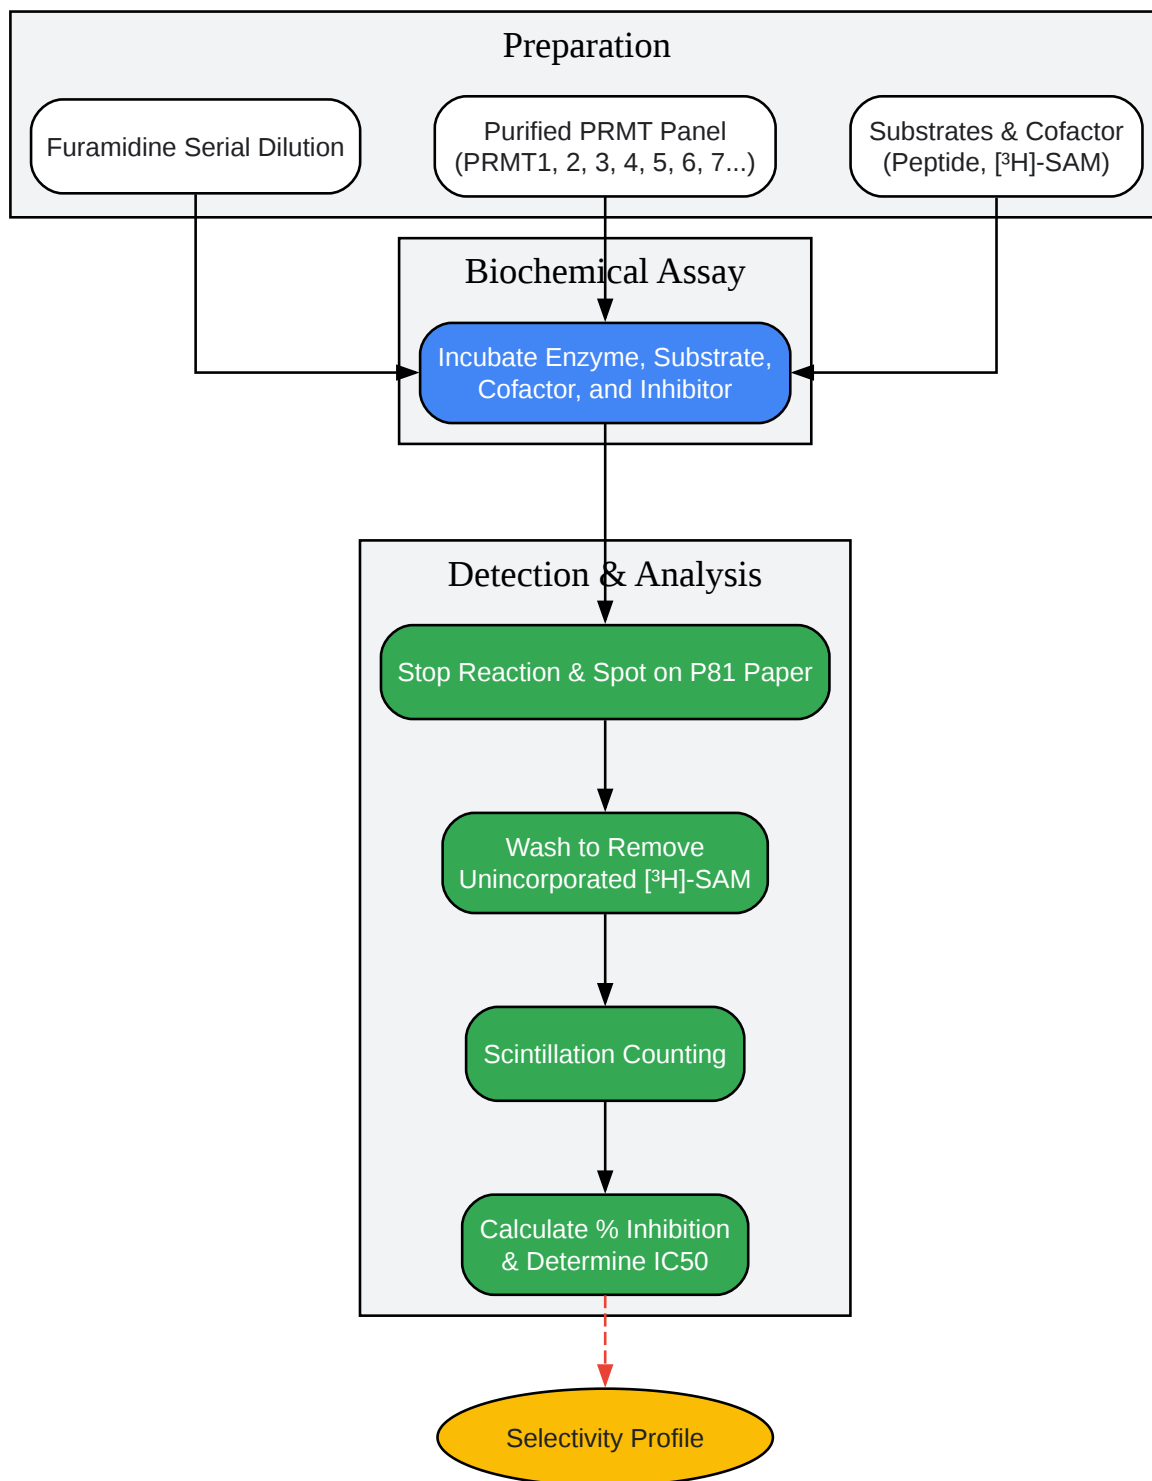 Preparation
Furamidine Serial Dilution
Purified PRMT Panel
(PRMT1, 2, 3, 4, 5, 6, 7...)
Substrates & Cofactor
(Peptide, [³H]-SAM)
Biochemical Assay
Incubate Enzyme, Substrate,
Cofactor, and Inhibitor
Detection & Analysis
Stop Reaction & Spot on P81 Paper
Wash to Remove
Unincorporated [³H]-SAM
Scintillation Counting
Calculate % Inhibition
& Determine IC50
Selectivity Profile